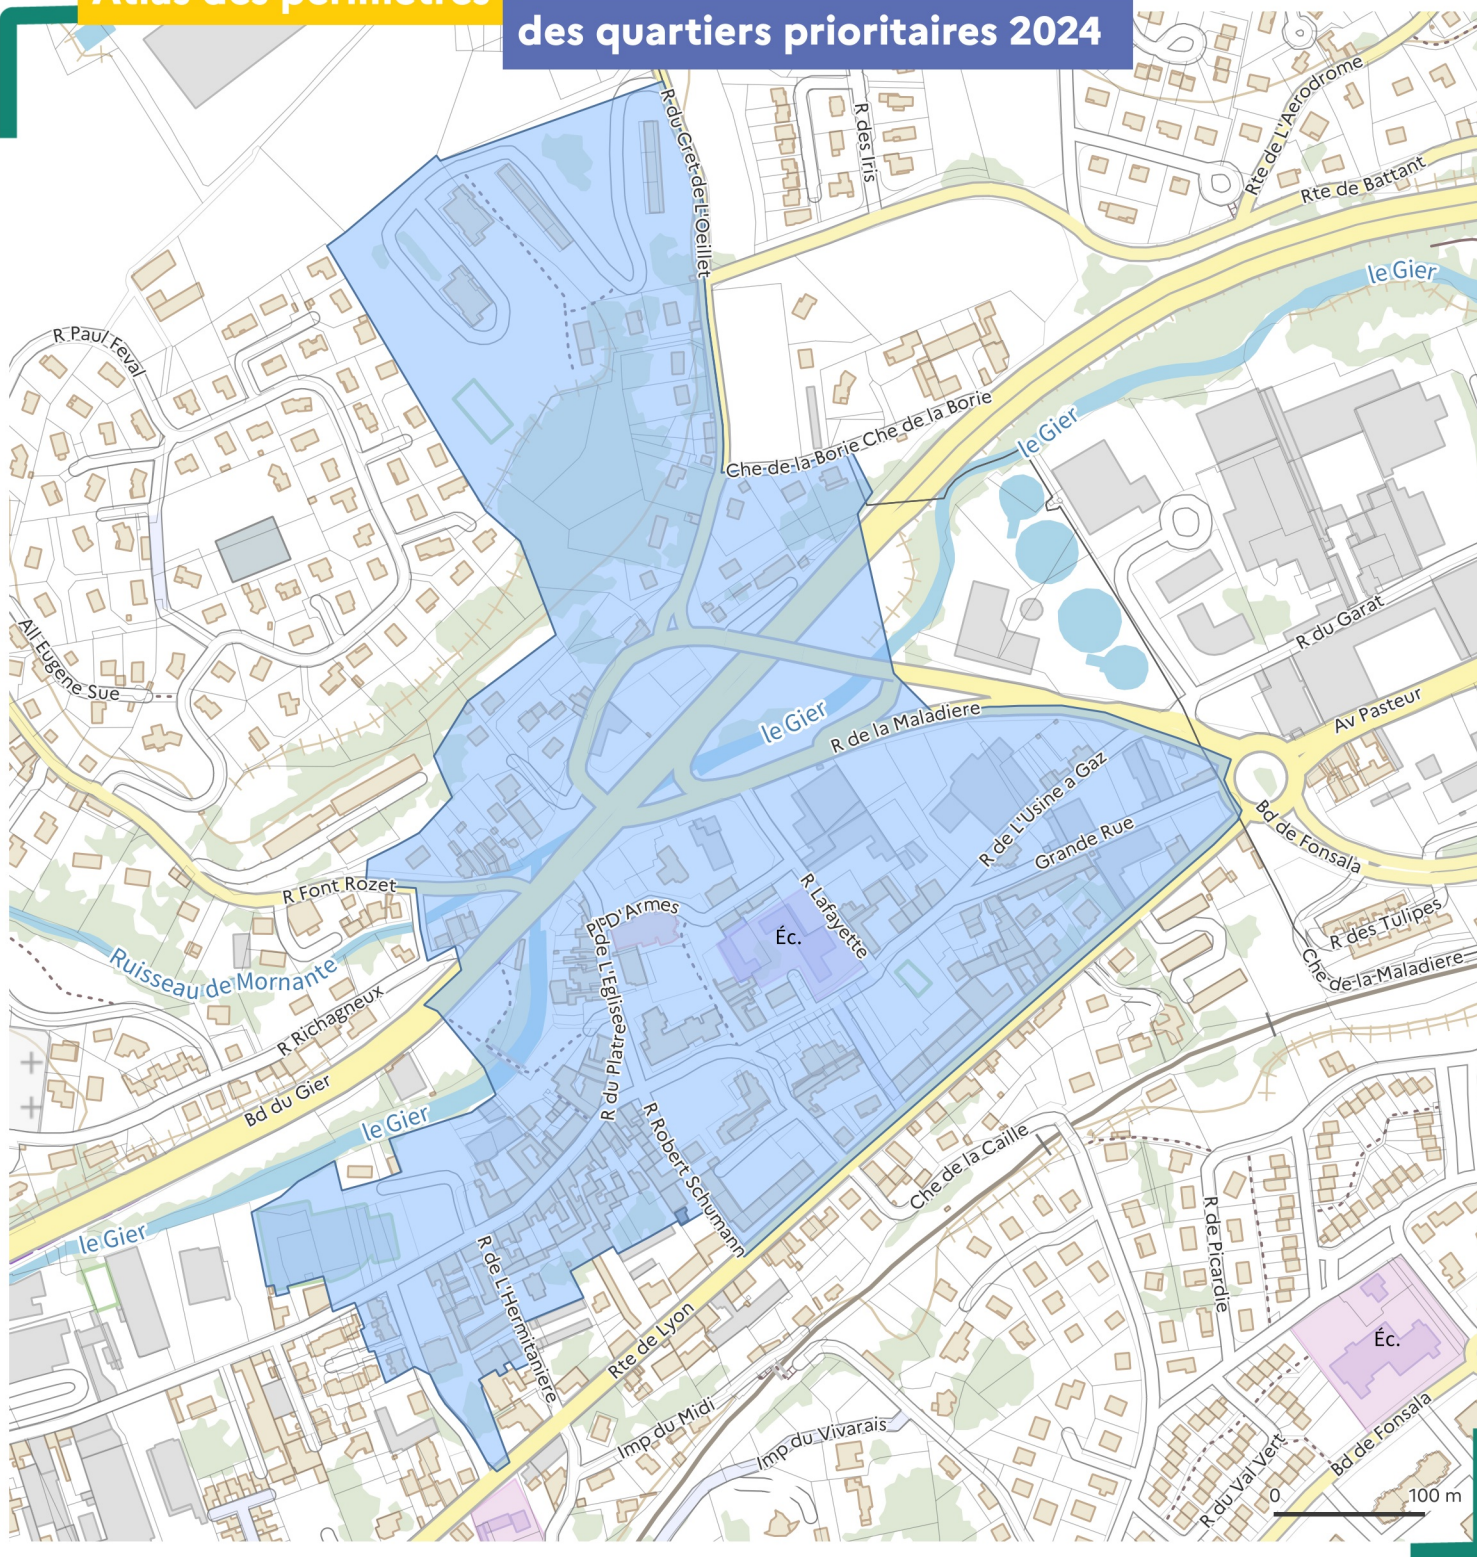 Atlas des périmètres
des quartiers prioritaires 2024
R du Cret de L'Oeillet
R des Iris
Rte de L'Aerodrome
Rte de Battant
le Gier
R Paul Feval
Che de la Borie
Che de la Borie
le Gier
All Eugene Sue
R du Garat
Av Pasteur
le Gier
R de la Maladiere
R de L'Usine a Gaz
Grande Rue
Bd de Fonsala
R Font Rozet
R Lafayette
Pl D'Armes
Éc.
R des Tulipes
Ruisseau de Mornante
R de L'Eglise
Che de la Maladiere
R Richagneux
R du Platre
Bd du Gier
le Gier
R Robert Schumann
Che de la Caille
le Gier
R de L'Hermitaniere
R de Picardie
Rte de Lyon
Éc.
Imp du Midi
Imp du Vivarais
R du Val Vert
Bd de Fonsala
0 100 m